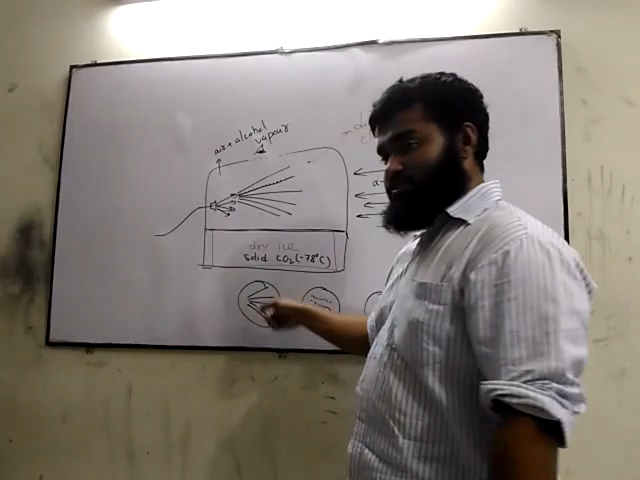 air + alcohol
vapour
dry ice
solid CO₂ (-78°C)